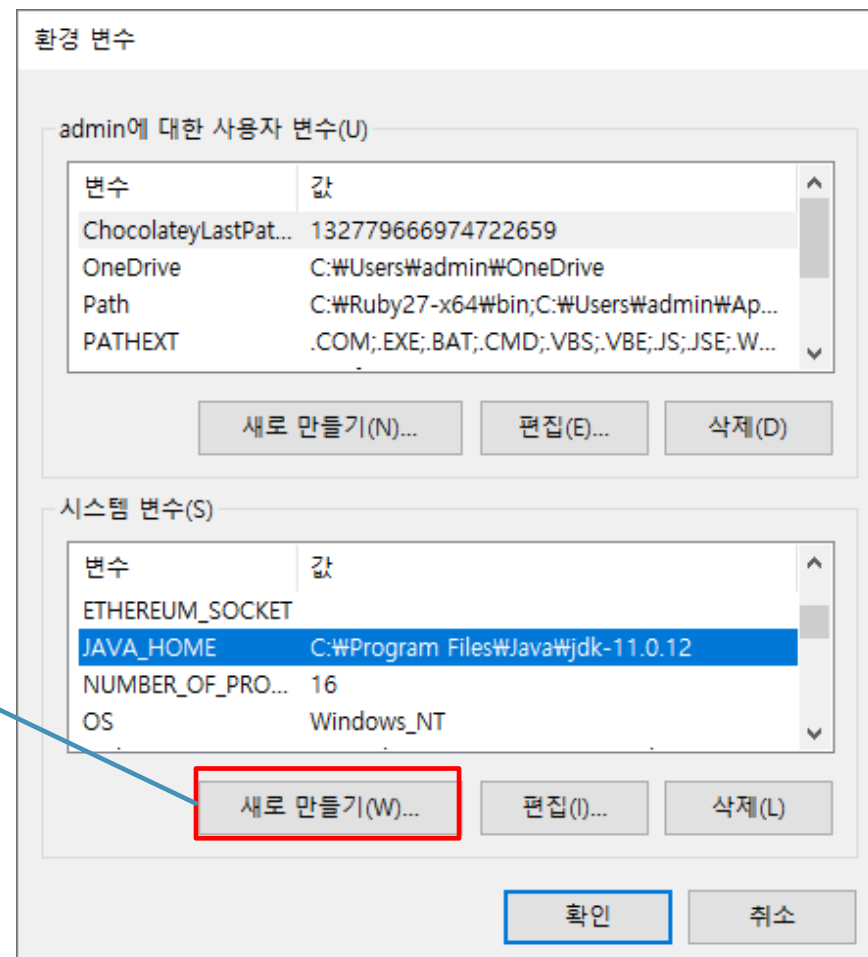 환경 변수
admin에 대한 사용자 변수(U)
변수 값
ChocolateyLastPat... 132779666974722659
OneDrive C:₩Users₩admin₩OneDrive
Path C:₩Ruby27-x64₩bin;C:₩Users₩admin₩Ap...
PATHEXT .COM;.EXE;.BAT;.CMD;.VBS;.VBE;.JS;.JSE;.W...
새로 만들기(N)... 편집(E)... 삭제(D)
시스템 변수(S)
변수 값
ETHEREUM_SOCKET
JAVA_HOME C:₩Program Files₩Java₩jdk-11.0.12
NUMBER_OF_PRO... 16
OS Windows_NT
새로 만들기(W)... 편집(I)... 삭제(L)
확인 취소